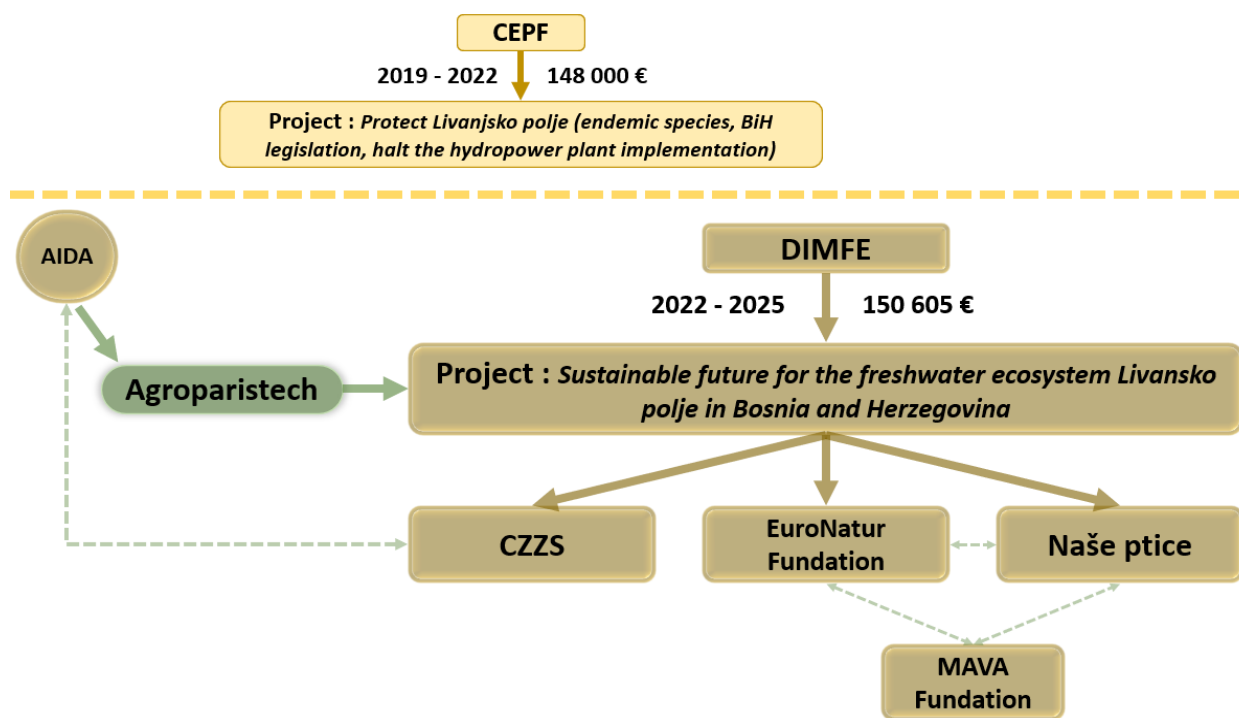 CEPF
2019 - 2022 148 000 €
Project : Protect Livanjsko polje (endemic species, BiH
legislation, halt the hydropower plant implementation)
AIDA
DIMFE
2022 - 2025 150 605 €
Agroparistech
Project : Sustainable future for the freshwater ecosystem Livansko
polje in Bosnia and Herzegovina
CZZS
EuroNatur
Fundation
Naše ptice
MAVA
Fundation